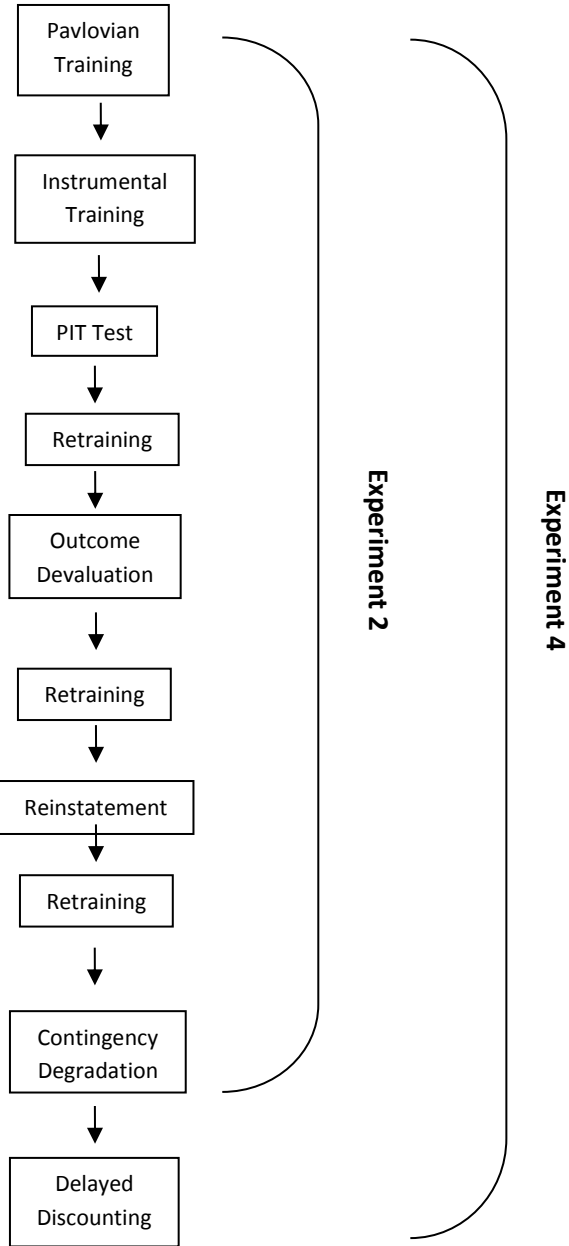 Pavlovian
Training
Instrumental
Training
PIT Test
Retraining
Outcome
Devaluation
Retraining
Reinstatement
Retraining
Contingency
Degradation
Delayed
Discounting
Experiment 2
Experiment 4